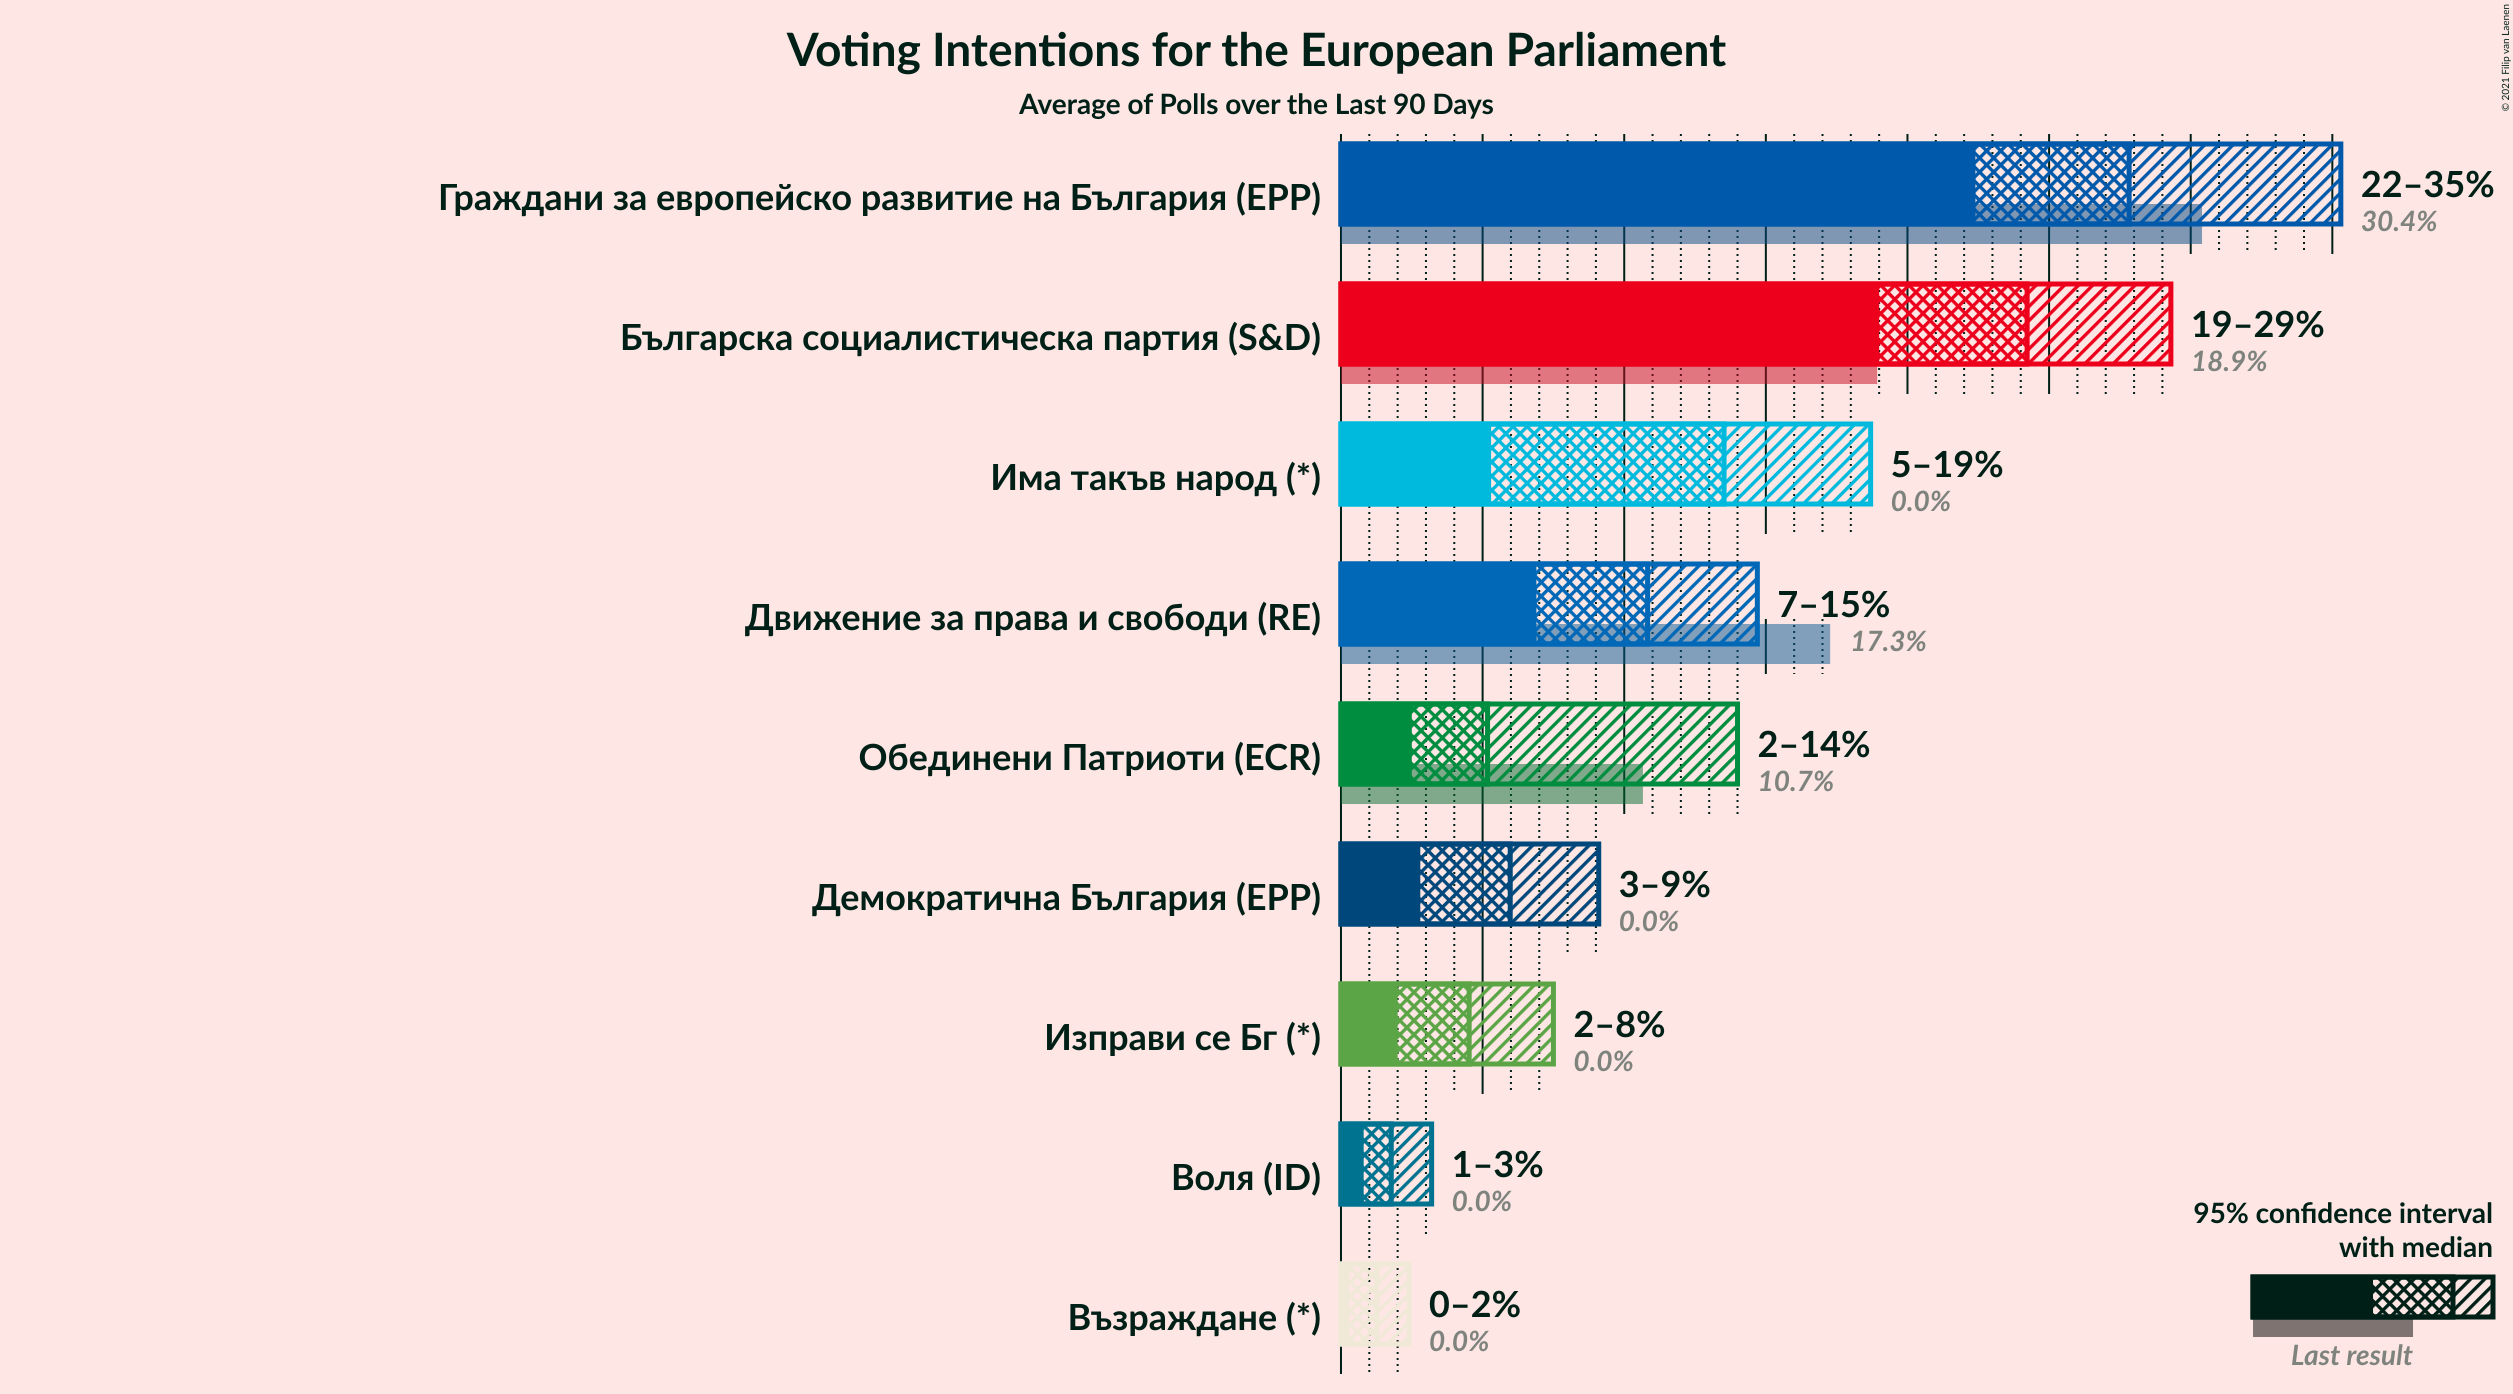 © 2021 Filip van Laenen
Voting Intentions for the European Parliament
Average of Polls over the Last 90 Days
Граждани за европейско развитие на България (EPP)
22–35%
30.4%
Българска социалистическа партия (S&D)
19–29%
18.9%
Има такъв народ (*)
5–19%
0.0%
Движение за права и свободи (RE)
7–15%
17.3%
Обединени Патриоти (ECR)
2–14%
10.7%
Демократична България (EPP)
3–9%
0.0%
Изправи се Бг (*)
2–8%
0.0%
Воля (ID)
1–3%
0.0%
Възраждане (*)
0–2%
0.0%
95% confidence interval
with median
Last result